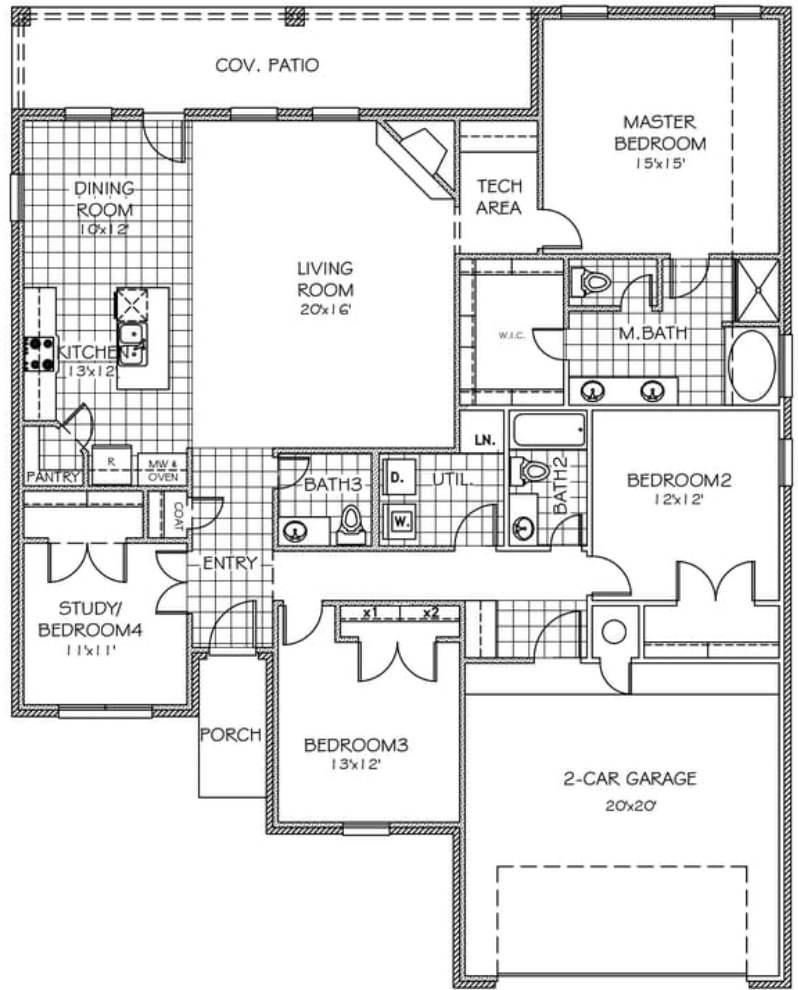 COV. PATIO
MASTER
BEDROOM
15'x15'
TECH
AREA
DINING
ROOM
10'x12'
LIVING
ROOM
20'x16'
W.I.C.
M.BATH
KITCHEN
13'x12'
LN.
R
MW &
OVEN
PANTRY
D.
UTIL.
BATH2
BATH3
BEDROOM2
12'x12'
COAT
W.
ENTRY
STUDY/
BEDROOM4
11'x11'
x1
x2
PORCH
BEDROOM3
13'x12'
2-CAR GARAGE
20'x20'